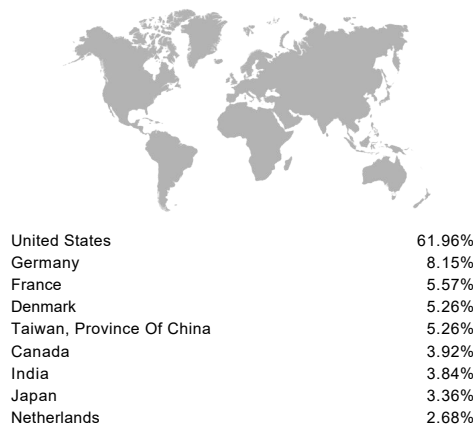 United States 61.96%
Germany 8.15%
France 5.57%
Denmark 5.26%
Taiwan, Province Of China 5.26%
Canada 3.92%
India 3.84%
Japan 3.36%
Netherlands 2.68%